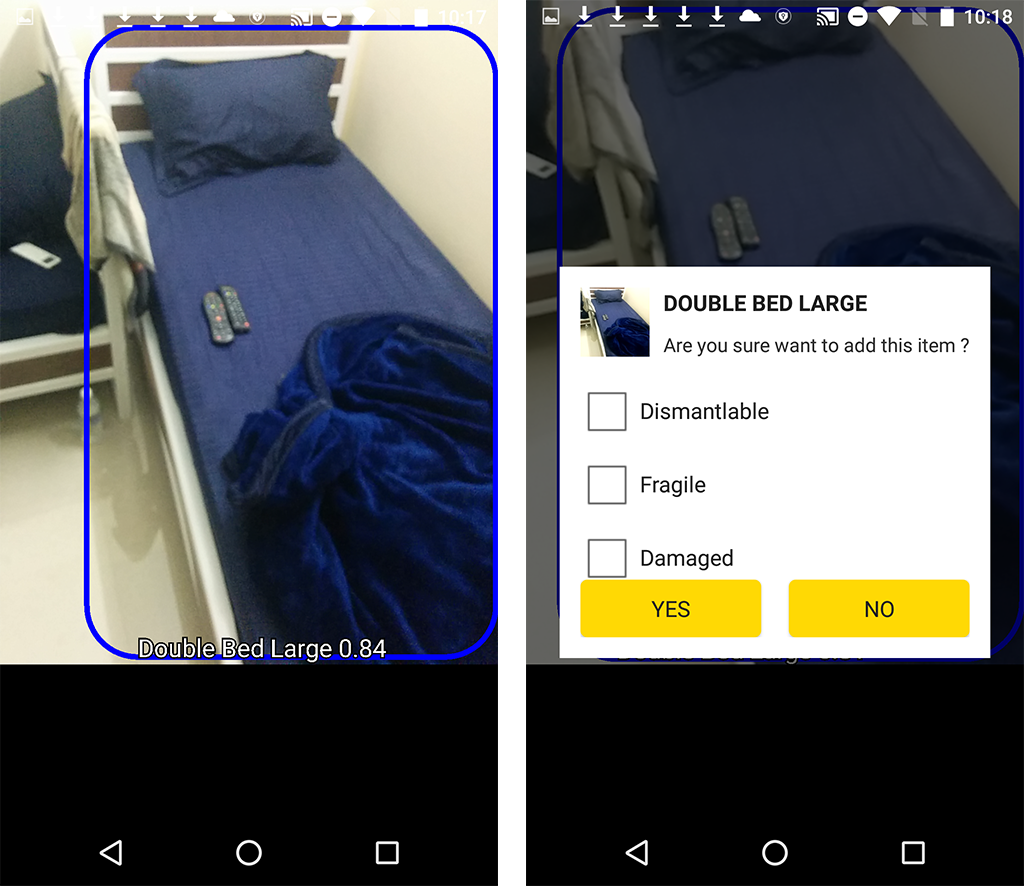 10:17
Double Bed Large 0.84
10:18
DOUBLE BED LARGE
Are you sure want to add this item ?
Dismantlable
Fragile
Damaged
YES
NO